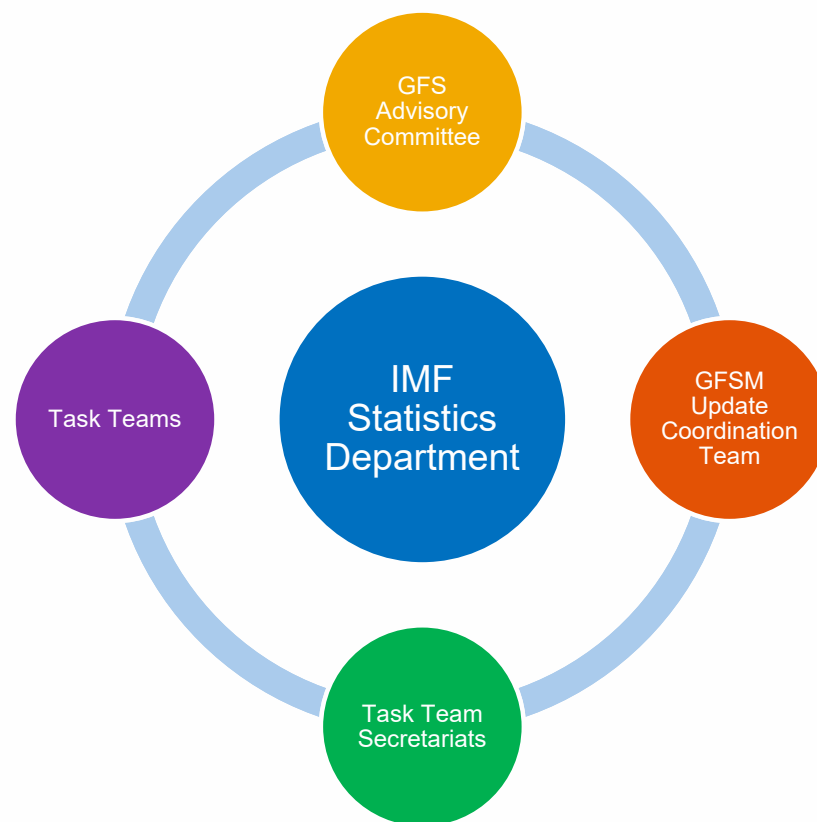 GFS
Advisory
Committee
IMF
Statistics
Department
Task Teams
GFSM
Update
Coordination
Team
Task Team
Secretariats